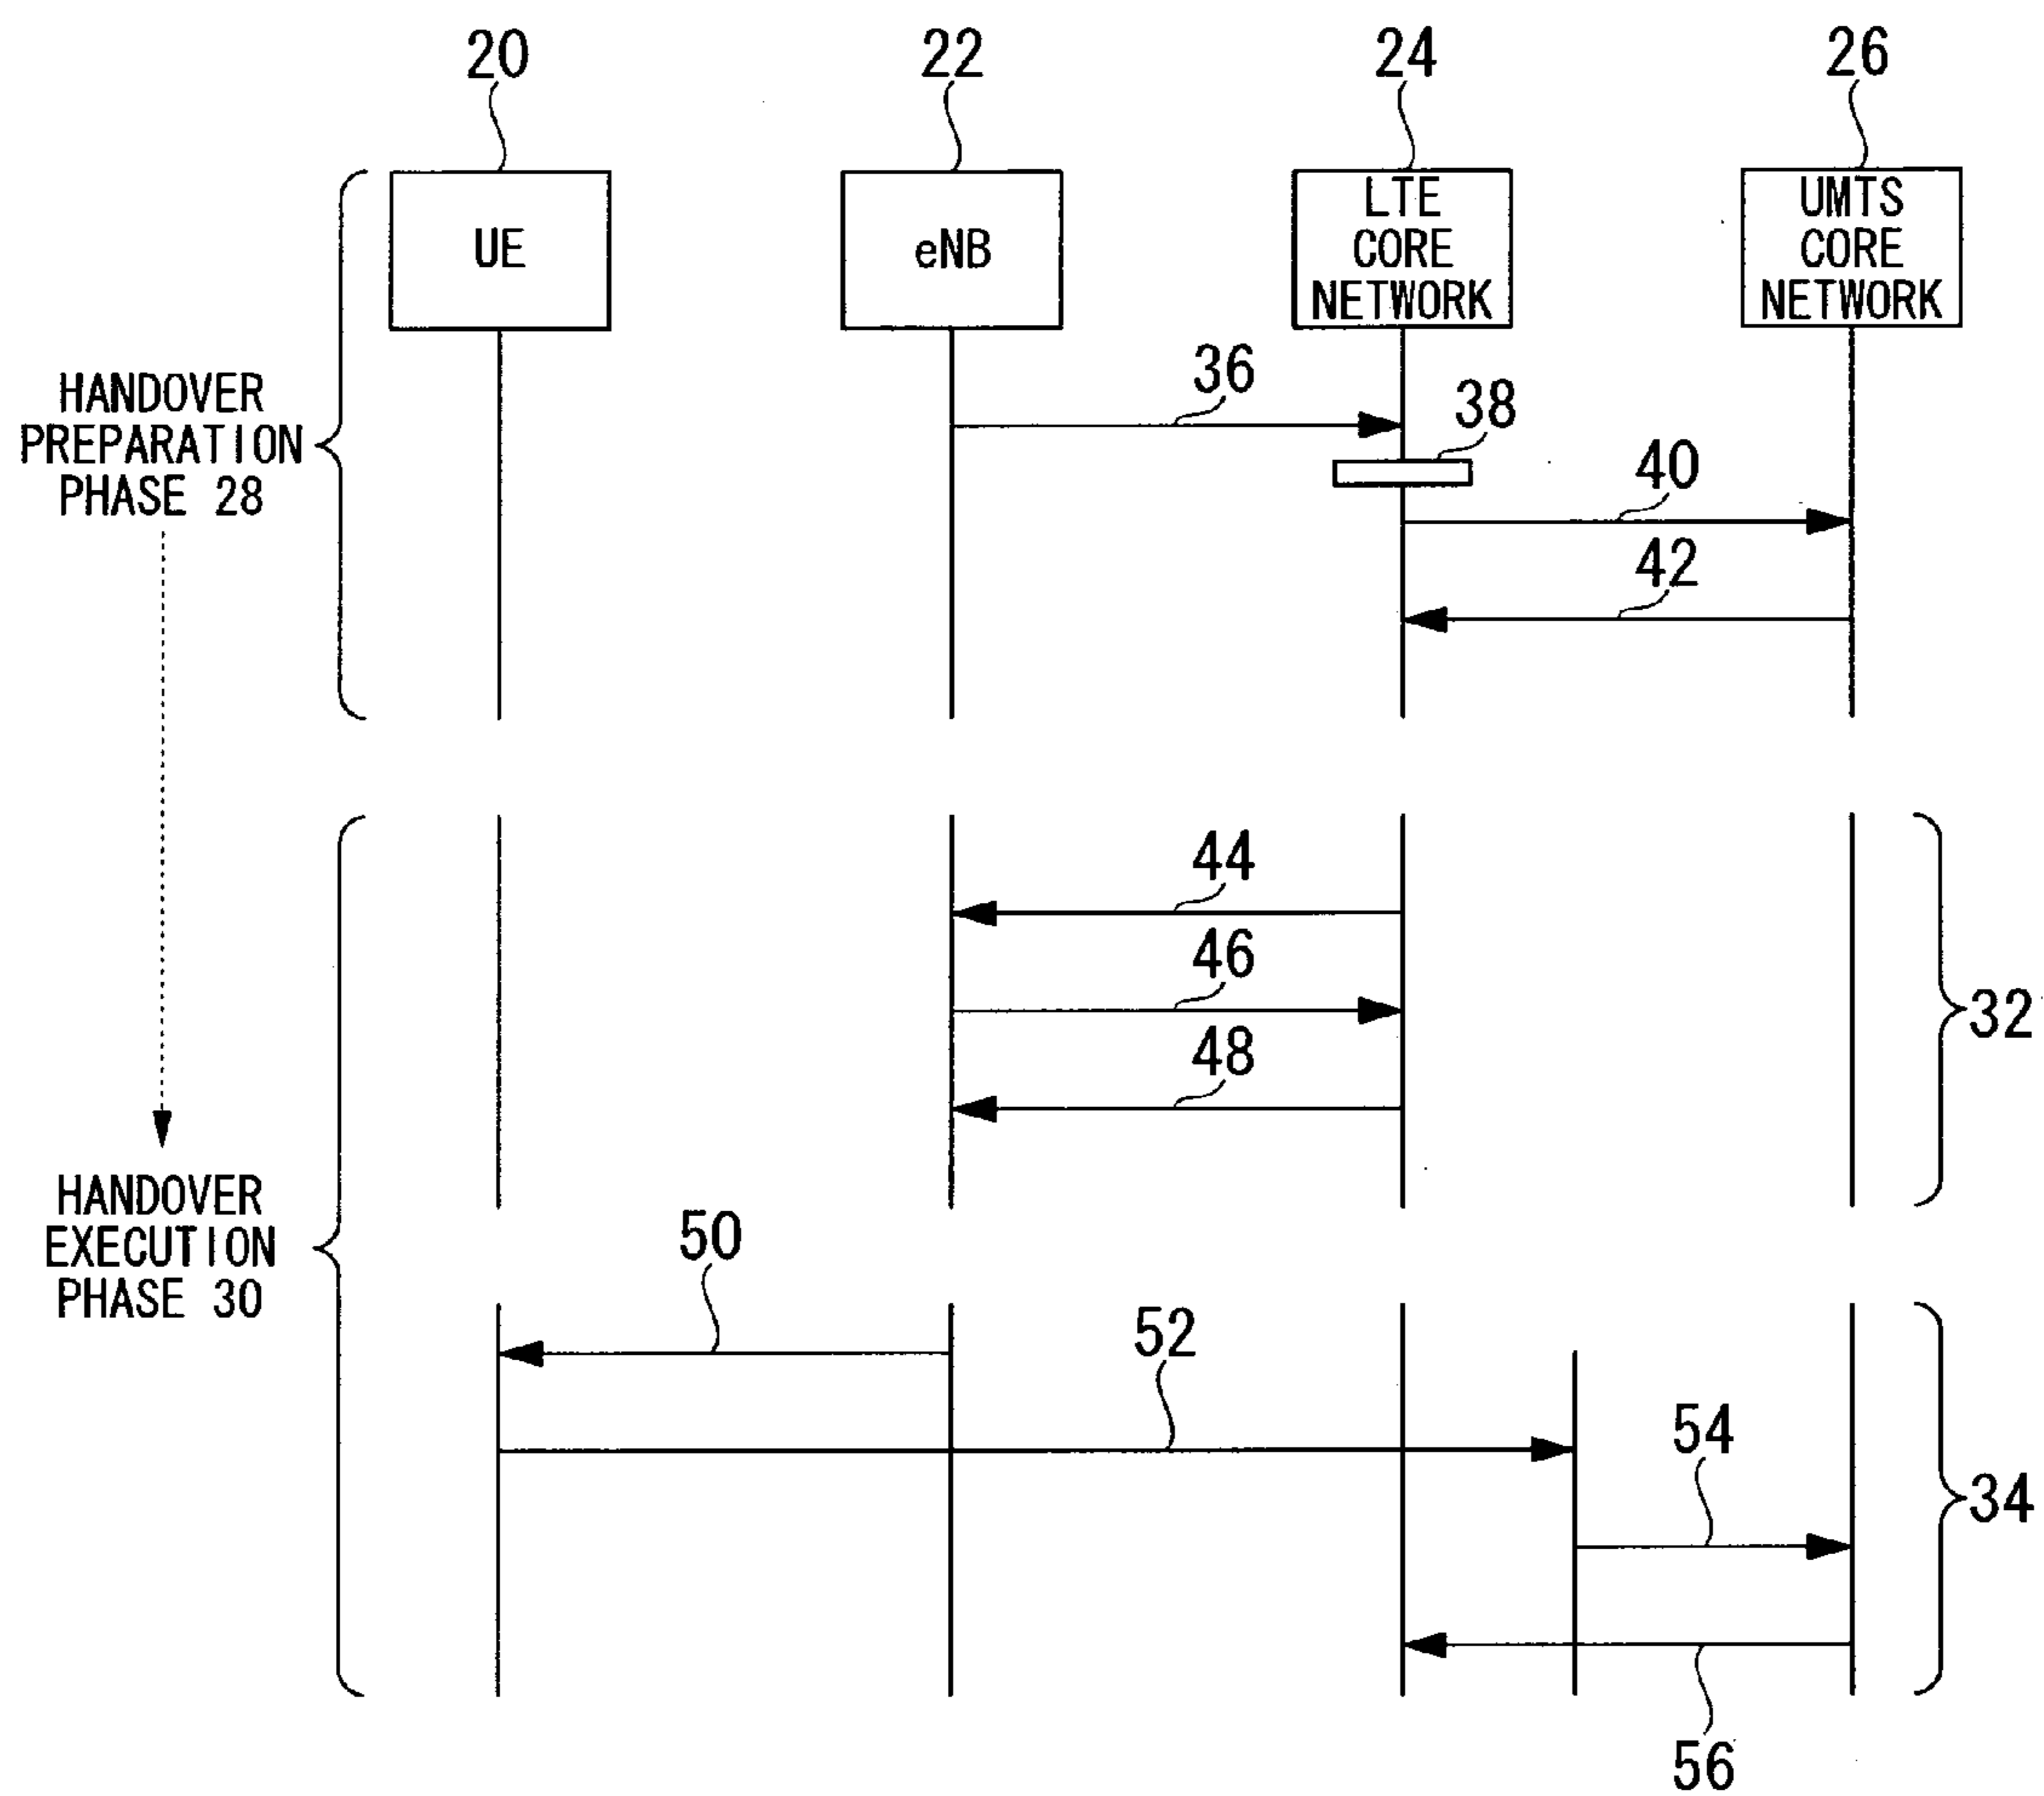 20
22
24
26
UE
eNB
LTE
CORE
NETWORK
UMTS
CORE
NETWORK
HANDOVER
PREPARATION
PHASE 28
36
38
40
42
44
46
48
32
HANDOVER
EXECUTION
PHASE 30
50
52
54
34
56